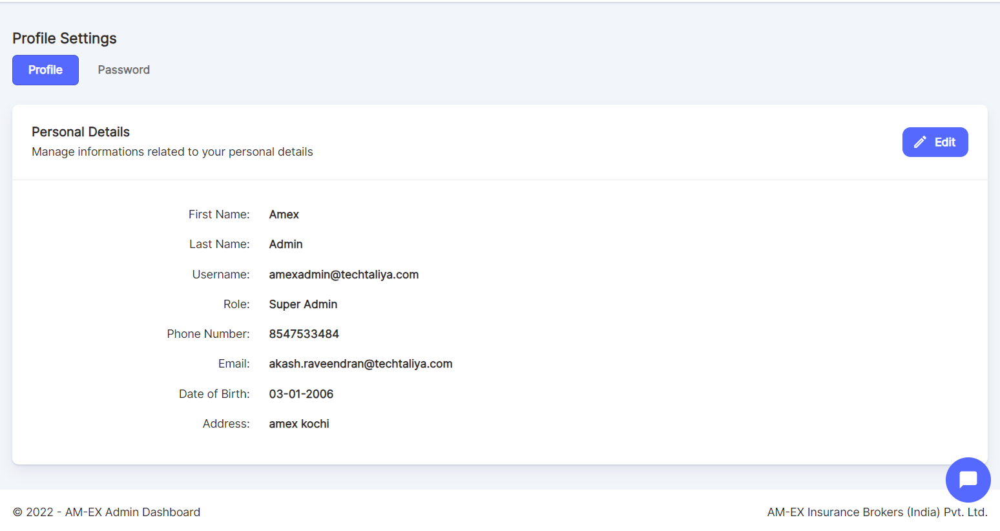 Profile Settings
Profile Password
Personal Details
Manage informations related to your personal details
Edit
First Name: Amex
Last Name: Admin
Username: amexadmin@techtaliya.com
Role: Super Admin
Phone Number: 8547533484
Email: akash.raveendran@techtaliya.com
Date of Birth: 03-01-2006
Address: amex kochi
© 2022 - AM-EX Admin Dashboard AM-EX Insurance Brokers (India) Pvt. Ltd.